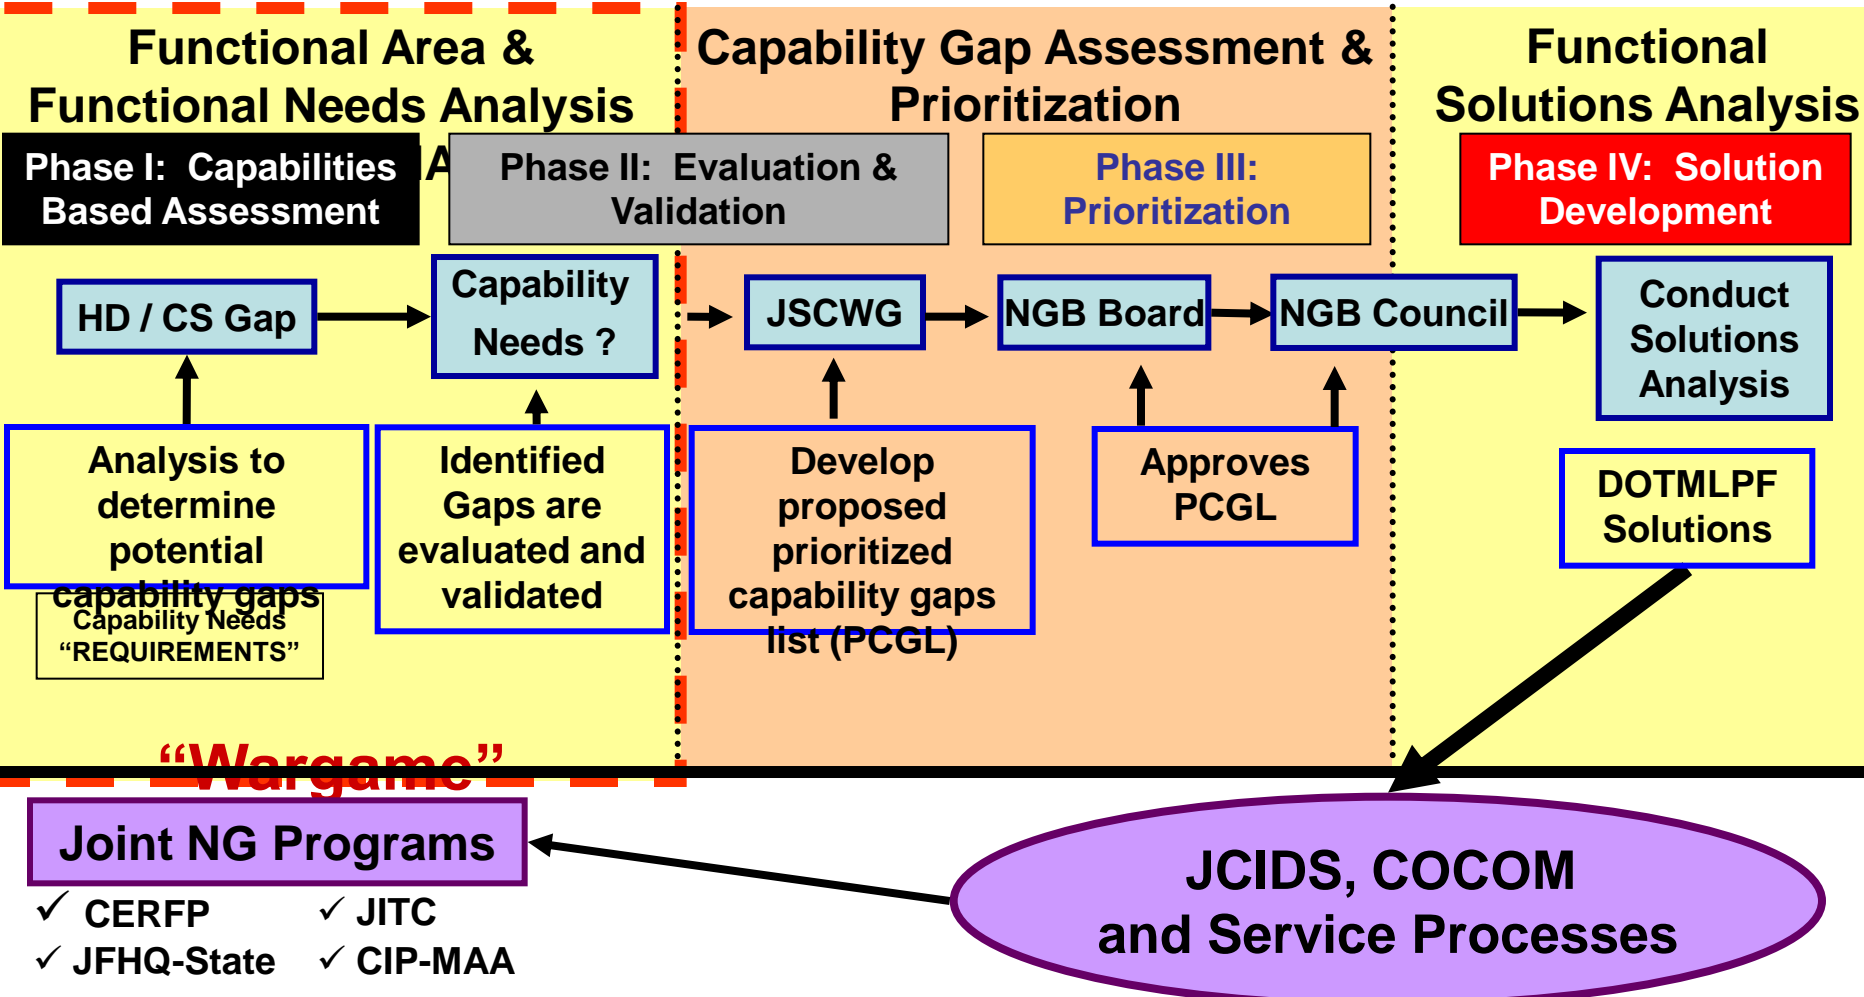 Functional Area &
Functional Needs Analysis
Capability Gap Assessment &
Prioritization
Functional
Solutions Analysis
Phase I: Capabilities
Based Assessment
Phase II: Evaluation &
Validation
Phase III:
Prioritization
Phase IV: Solution
Development
HD / CS Gap
Capability
Needs ?
JSCWG
NGB Board
NGB Council
Conduct
Solutions
Analysis
Analysis to
determine
potential
capability gaps
Capability Needs
“REQUIREMENTS”
Identified
Gaps are
evaluated and
validated
Develop
proposed
prioritized
capability gaps
list (PCGL)
Approves
PCGL
DOTMLPF
Solutions
“Wargame”
Joint NG Programs
✓ CERFP
✓ JITC
✓ JFHQ-State
✓ CIP-MAA
JCIDS, COCOM
and Service Processes